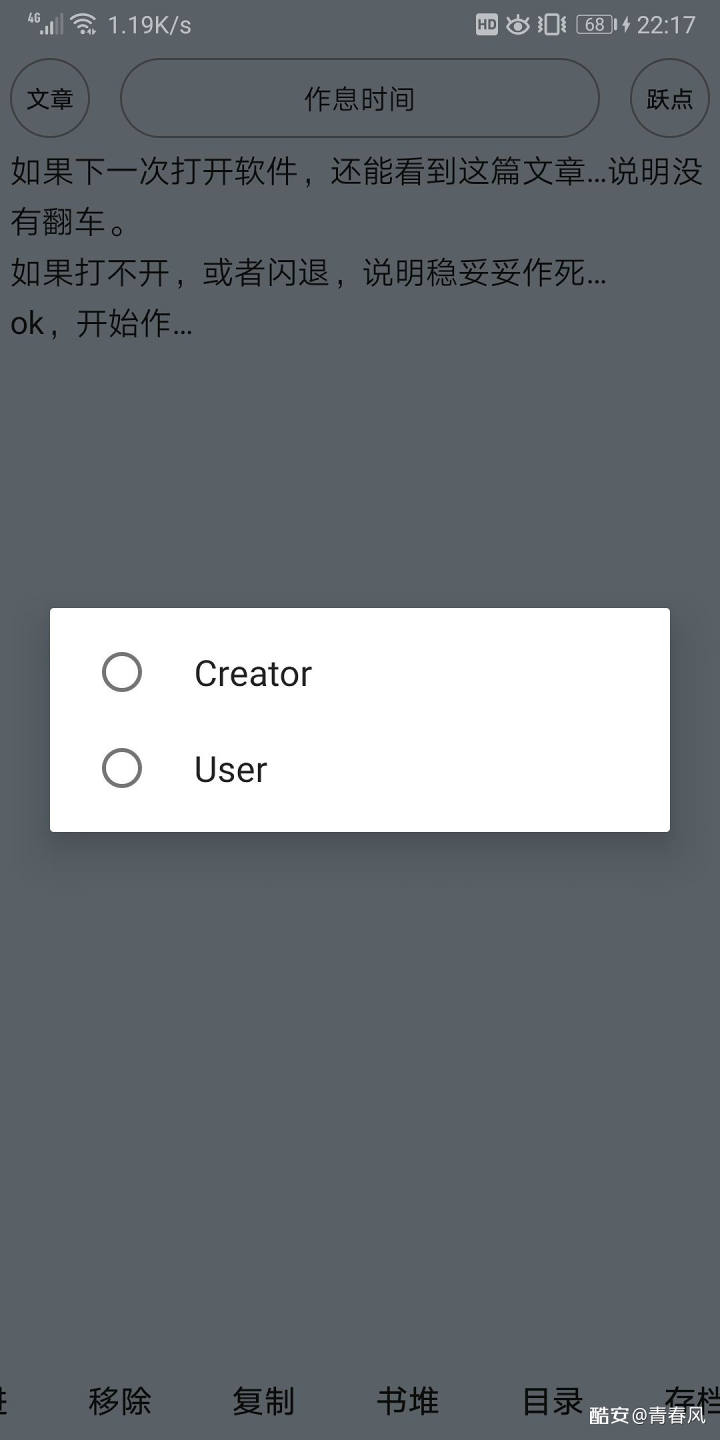 4G 1.19K/s HD 68 22:17
文章 作息时间 跃点
如果下一次打开软件，还能看到这篇文章...说明没
有翻车。
如果打不开，或者闪退，说明稳妥妥作死...
ok，开始作...
Creator
User
移除 复制 书堆 目录 存档
酷安@青春风